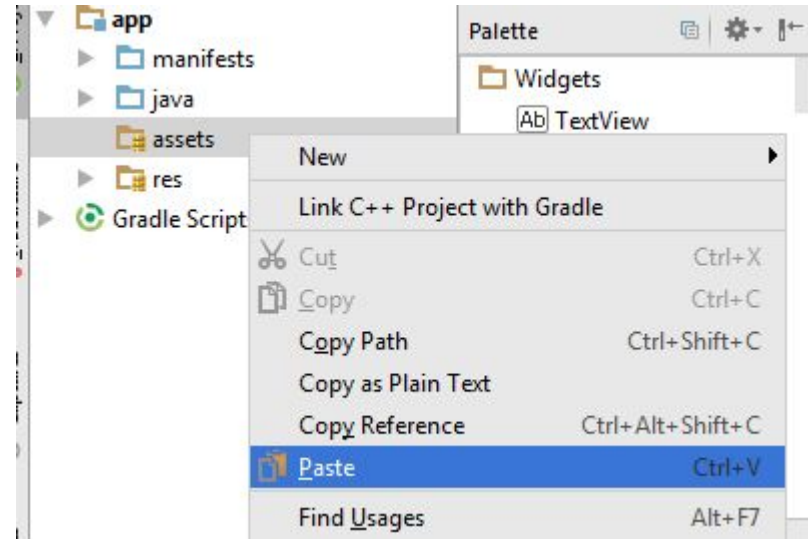 app
manifests
java
assets
res
Gradle Script
Palette
Widgets
Ab TextView
New
Link C++ Project with Gradle
Cut Ctrl+X
Copy Ctrl+C
Copy Path Ctrl+Shift+C
Copy as Plain Text
Copy Reference Ctrl+Alt+Shift+C
Paste Ctrl+V
Find Usages Alt+F7